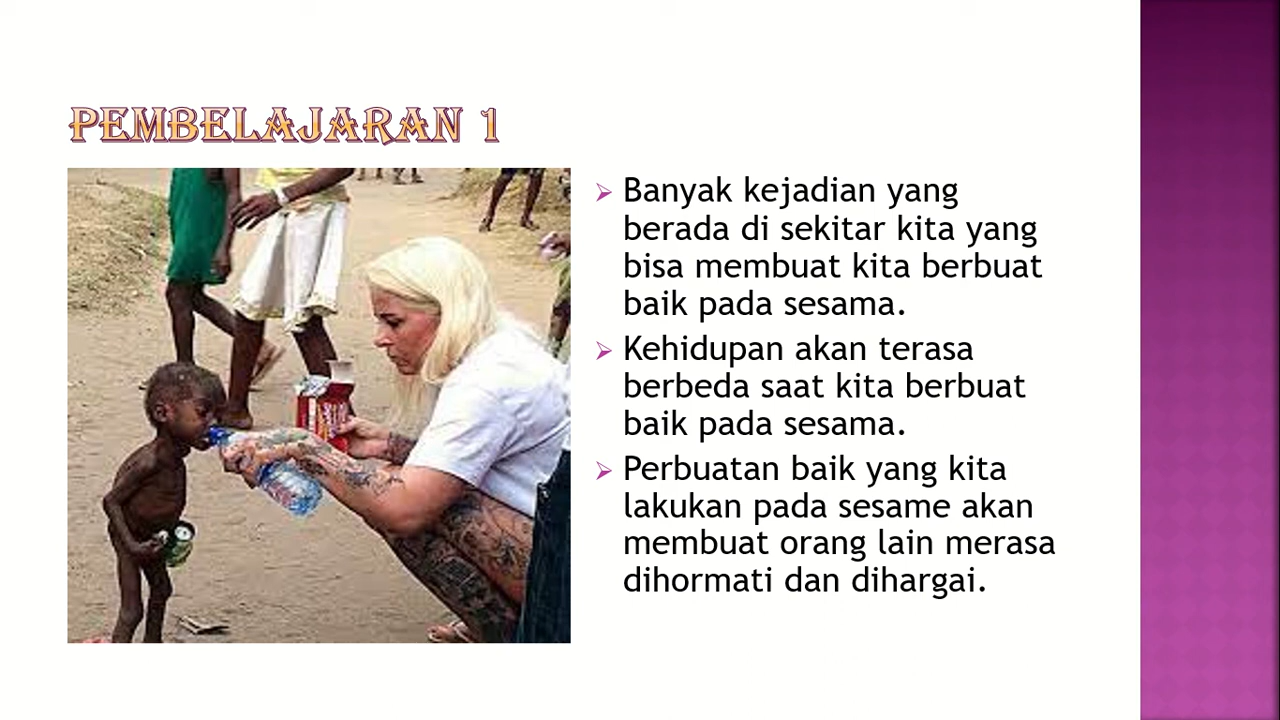 PEMBELAJARAN 1
Banyak kejadian yang
berada di sekitar kita yang
bisa membuat kita berbuat
baik pada sesama.
Kehidupan akan terasa
berbeda saat kita berbuat
baik pada sesama.
Perbuatan baik yang kita
lakukan pada sesame akan
membuat orang lain merasa
dihormati dan dihargai.